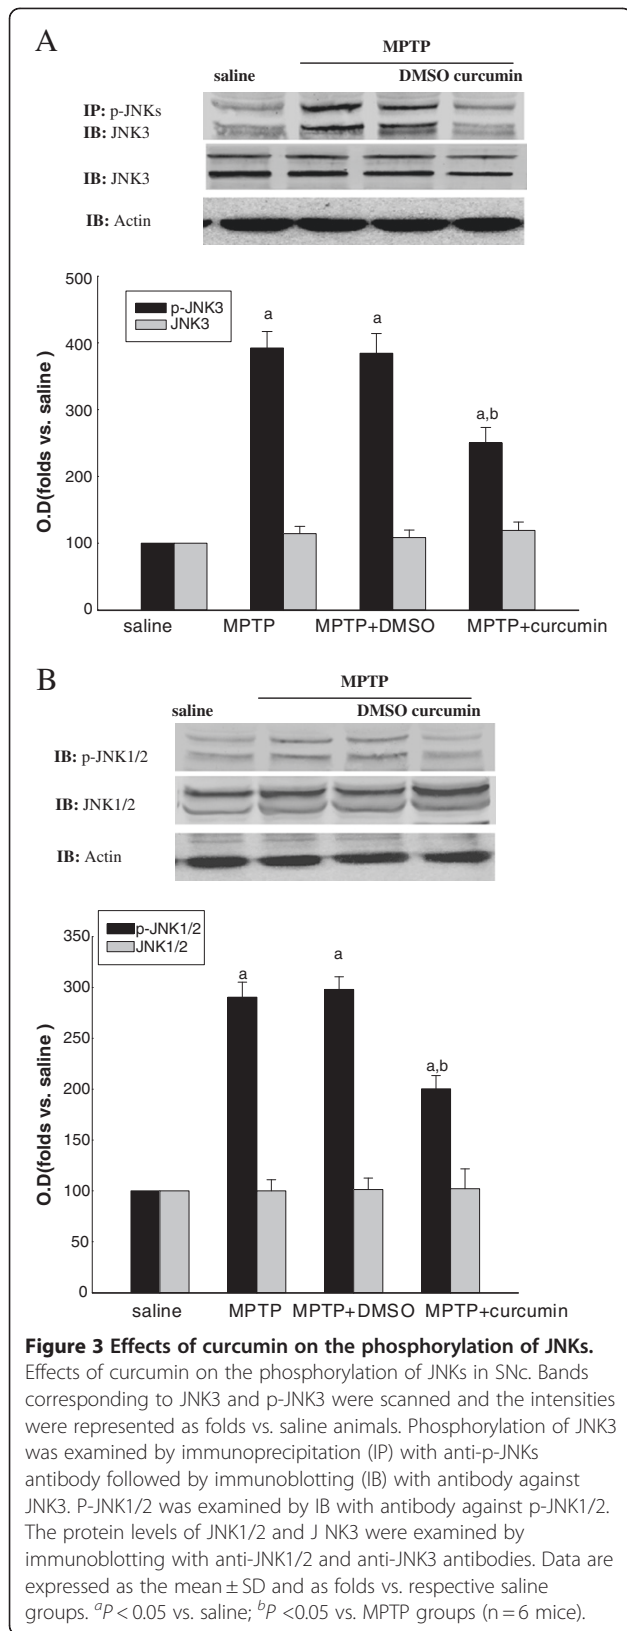 A
MPTP
saline DMSO curcumin
IP: p-JNKs
IB: JNK3
IB: JNK3
IB: Actin
500
p-JNK3
JNK3
400
300
200
100
0
O.D(folds vs. saline )
a
a
a,b
saline MPTP MPTP+DMSO MPTP+curcumin
B
MPTP
saline DMSO curcumin
IB: p-JNK1/2
IB: JNK1/2
IB: Actin
p-JNK1/2
JNK1/2
350
300
250
200
150
100
50
0
O.D(folds vs. saline)
a
a
a,b
saline MPTP MPTP+DMSO MPTP+curcumin
Figure 3 Effects of curcumin on the phosphorylation of JNKs.
Effects of curcumin on the phosphorylation of JNKs in SNc. Bands
corresponding to JNK3 and p-JNK3 were scanned and the intensities
were represented as folds vs. saline animals. Phosphorylation of JNK3
was examined by immunoprecipitation (IP) with anti-p-JNKs
antibody followed by immunoblotting (IB) with antibody against
JNK3. P-JNK1/2 was examined by IB with antibody against p-JNK1/2.
The protein levels of JNK1/2 and J NK3 were examined by
immunoblotting with anti-JNK1/2 and anti-JNK3 antibodies. Data are
expressed as the mean ± SD and as folds vs. respective saline
groups. aP < 0.05 vs. saline; bP <0.05 vs. MPTP groups (n = 6 mice).